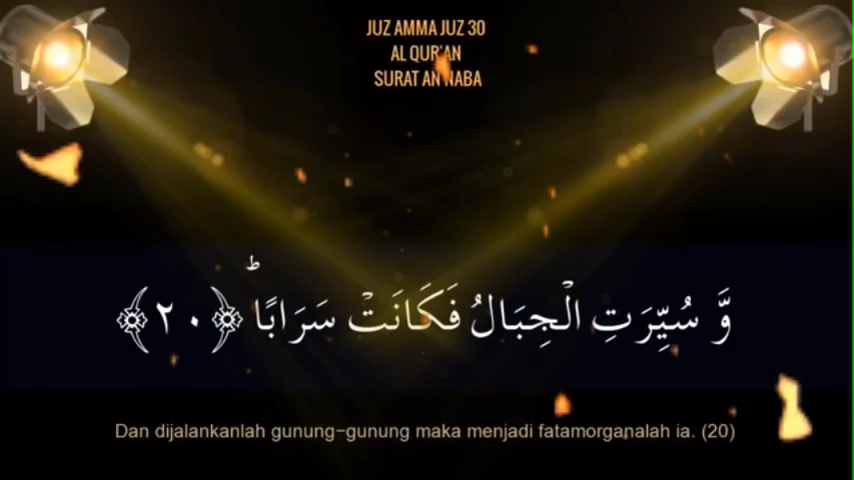 JUZ AMMA JUZ 30
AL QUR'AN
SURAT AN NABA
وَّ سُيِّرَتِ الْجِبَالُ فَكَانَتْ سَرَابًا ؕ ﴿٢٠﴾
Dan dijalankanlah gunung-gunung maka menjadi fatamorganalah ia. (20)